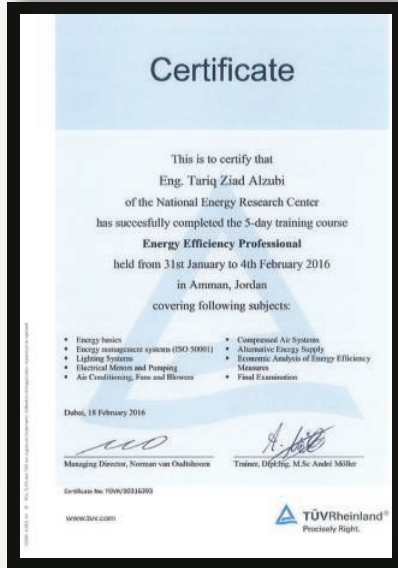 Certificate
This is to certify that
Eng. Tariq Ziad Alzubi
of the National Energy Research Center
has succesfully completed the 5-day training course
Energy Efficiency Professional
held from 31st January to 4th February 2016
in Amman, Jordan
covering following subjects:
• Energy basics
• Energy management systems (ISO 50001)
• Lighting Systems
• Electrical Motors and Pumping
• Air Conditioning, Fans and Blowers
• Compressed Air Systems
• Alternative Energy Supply
• Economic Analysis of Energy Efficiency
Measures
• Final Examination
Dubai, 18 February 2016
Managing Director, Norman van Oudtshoorn
Trainer, Dipl.Ing. M.Sc André Möller
Certificate No: TÜVR/10316393
www.tuv.com
TÜVRheinland®
Precisely Right.